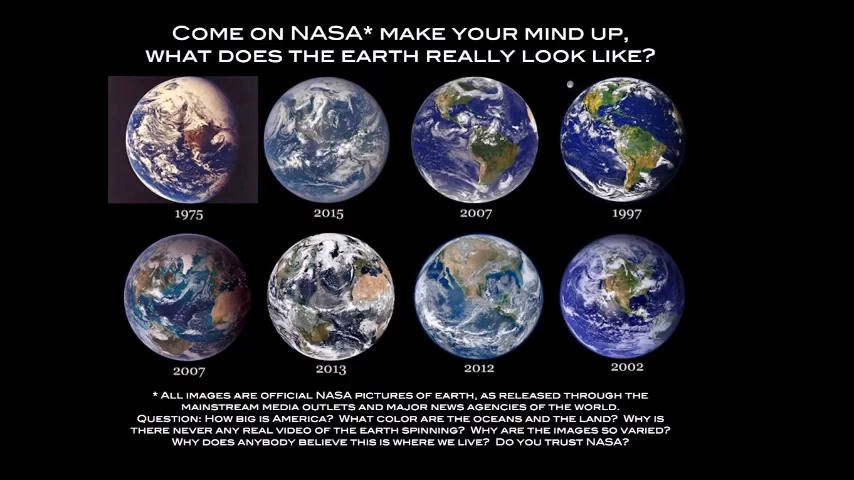 Come on NASA* make your mind up,
what does the earth really look like?
1975
2015
2007
1997
2007
2013
2012
2002
* All images are official NASA pictures of earth, as released through the
mainstream media outlets and major news agencies of the world.
Question: How big is America? What color are the oceans and the land? Why is
there never any real video of the earth spinning? Why are the images so varied?
Why does anybody believe this is where we live? Do you trust NASA?